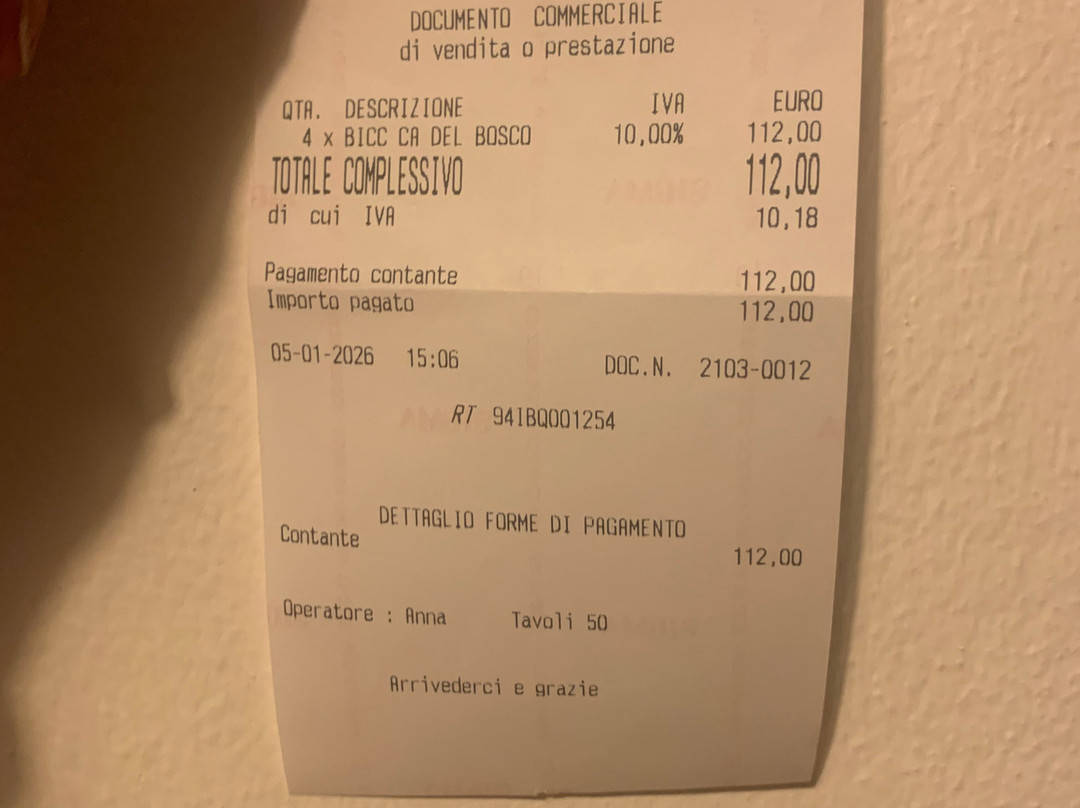 DOCUMENTO COMMERCIALE
di vendita o prestazione
QTA. DESCRIZIONE IVA EURO
4 x BICC CA DEL BOSCO 10,00% 112,00
TOTALE COMPLESSIVO 112,00
di cui IVA 10,18
Pagamento contante 112,00
Importo pagato 112,00
05-01-2026 15:06 DOC.N. 2103-0012
RT 94IBQ001254
DETTAGLIO FORME DI PAGAMENTO
Contante 112,00
Operatore : Anna Tavoli 50
Arrivederci e grazie